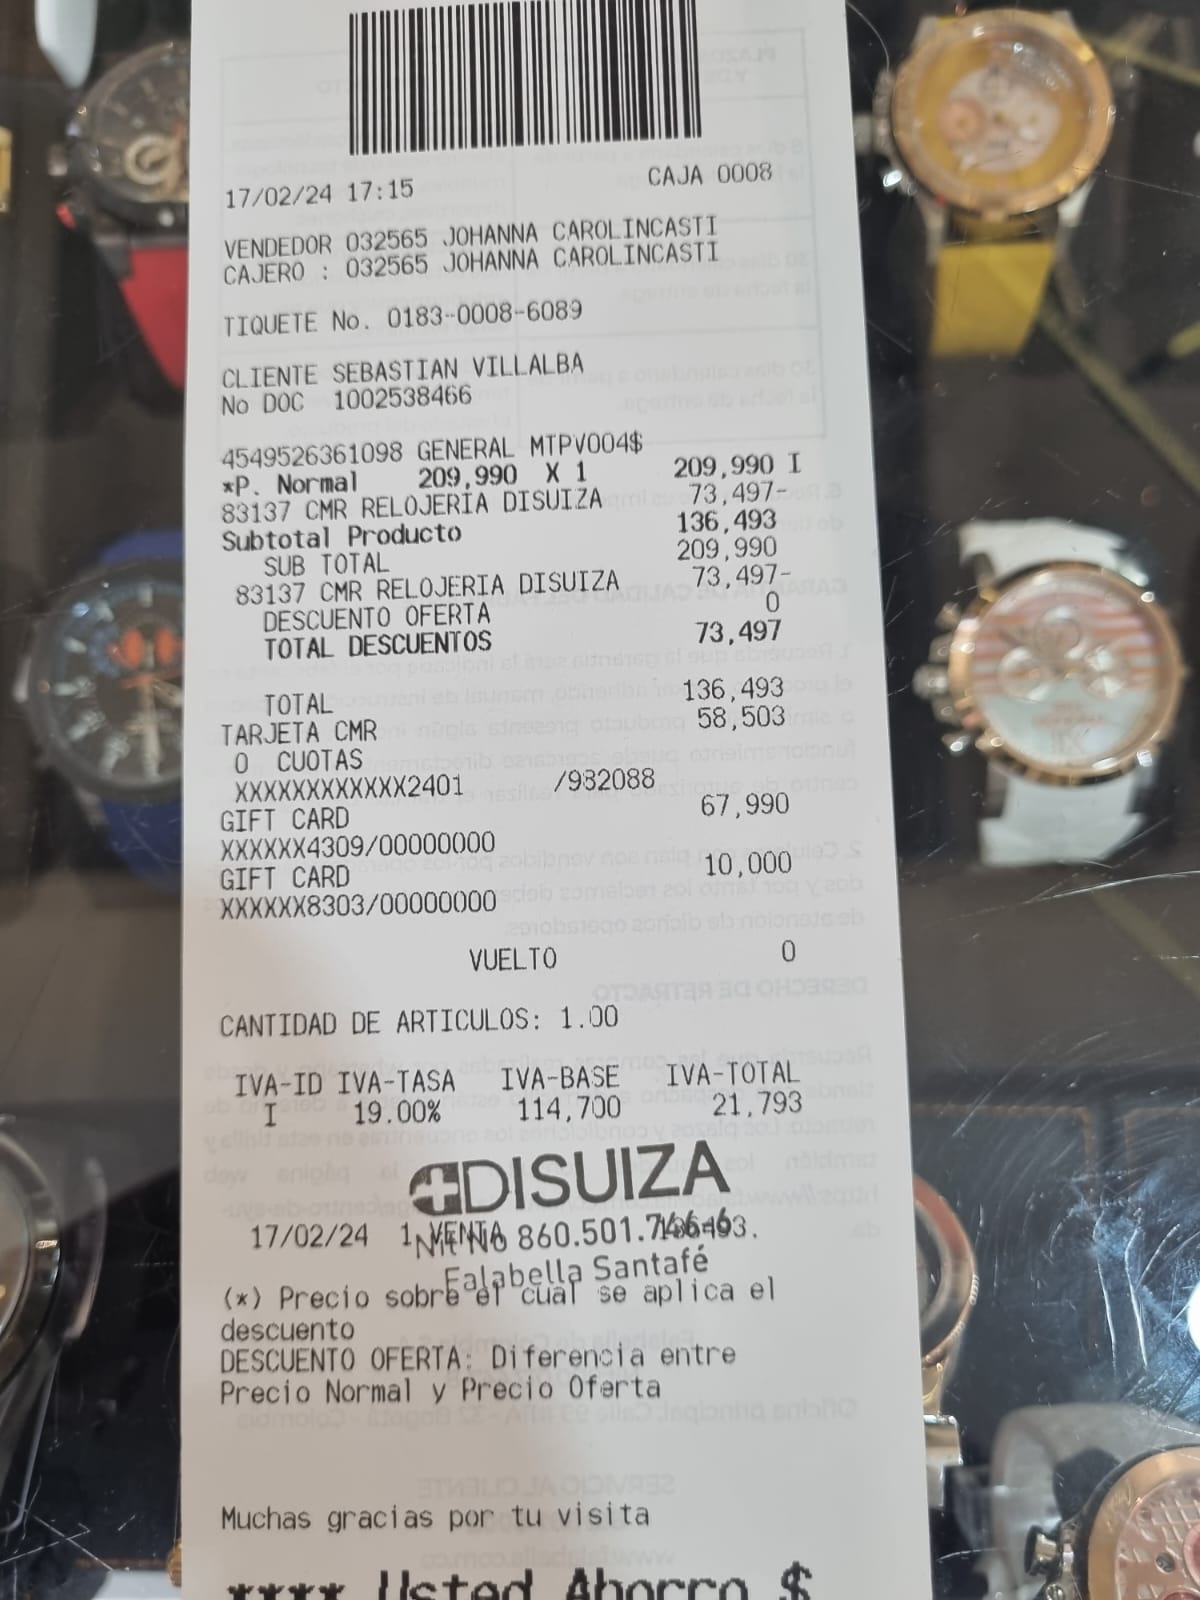 17/02/24 17:15 CAJA 0008
VENDEDOR 032565 JOHANNA CAROLINCASTI
CAJERO : 032565 JOHANNA CAROLINCASTI
TIQUETE No. 0183-0008-6089
CLIENTE SEBASTIAN VILLALBA
No DOC 1002538466
4549526361098 GENERAL MTPV004$
*P. Normal 209,990 X 1 209,990 I
83137 CMR RELOJERIA DISUIZA 73,497-
Subtotal Producto 136,493
SUB TOTAL 209,990
83137 CMR RELOJERIA DISUIZA 73,497-
DESCUENTO OFERTA 0
TOTAL DESCUENTOS 73,497
TOTAL 136,493
TARJETA CMR 58,503
0 CUOTAS
XXXXXXXXXXXX2401 /982088
GIFT CARD 67,990
XXXXXX4309/00000000
GIFT CARD 10,000
XXXXXX8303/00000000
VUELTO 0
CANTIDAD DE ARTICULOS: 1.00
IVA-ID IVA-TASA IVA-BASE IVA-TOTAL
I 19.00% 114,700 21,793
DISUIZA
17/02/24 1 VENTA
Nit No 860.501.
Falabella Santafé
(*) Precio sobre el cual se aplica el
descuento
DESCUENTO OFERTA: Diferencia entre
Precio Normal y Precio Oferta
Muchas gracias por tu visita
**** Usted Ahorro $